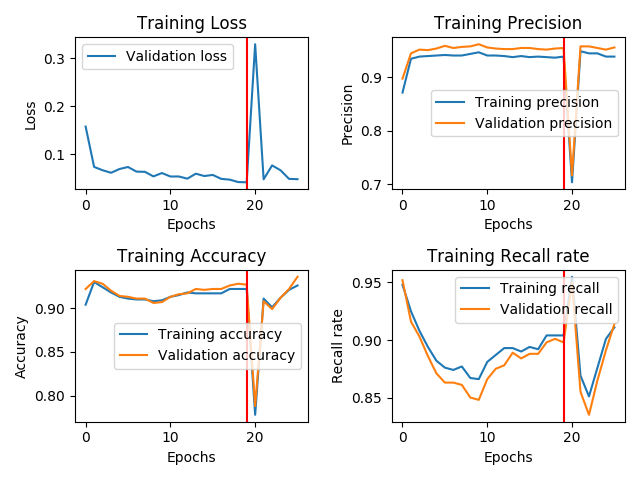 Training Loss
Loss
0.3
0.2
0.1
Validation loss
0
10
20
Epochs
Training Precision
Precision
0.9
0.8
0.7
Training precision
Validation precision
0
10
20
Epochs
Training Accuracy
Accuracy
0.90
0.85
0.80
Training accuracy
Validation accuracy
0
10
20
Epochs
Training Recall rate
Recall rate
0.95
0.90
0.85
Training recall
Validation recall
0
10
20
Epochs